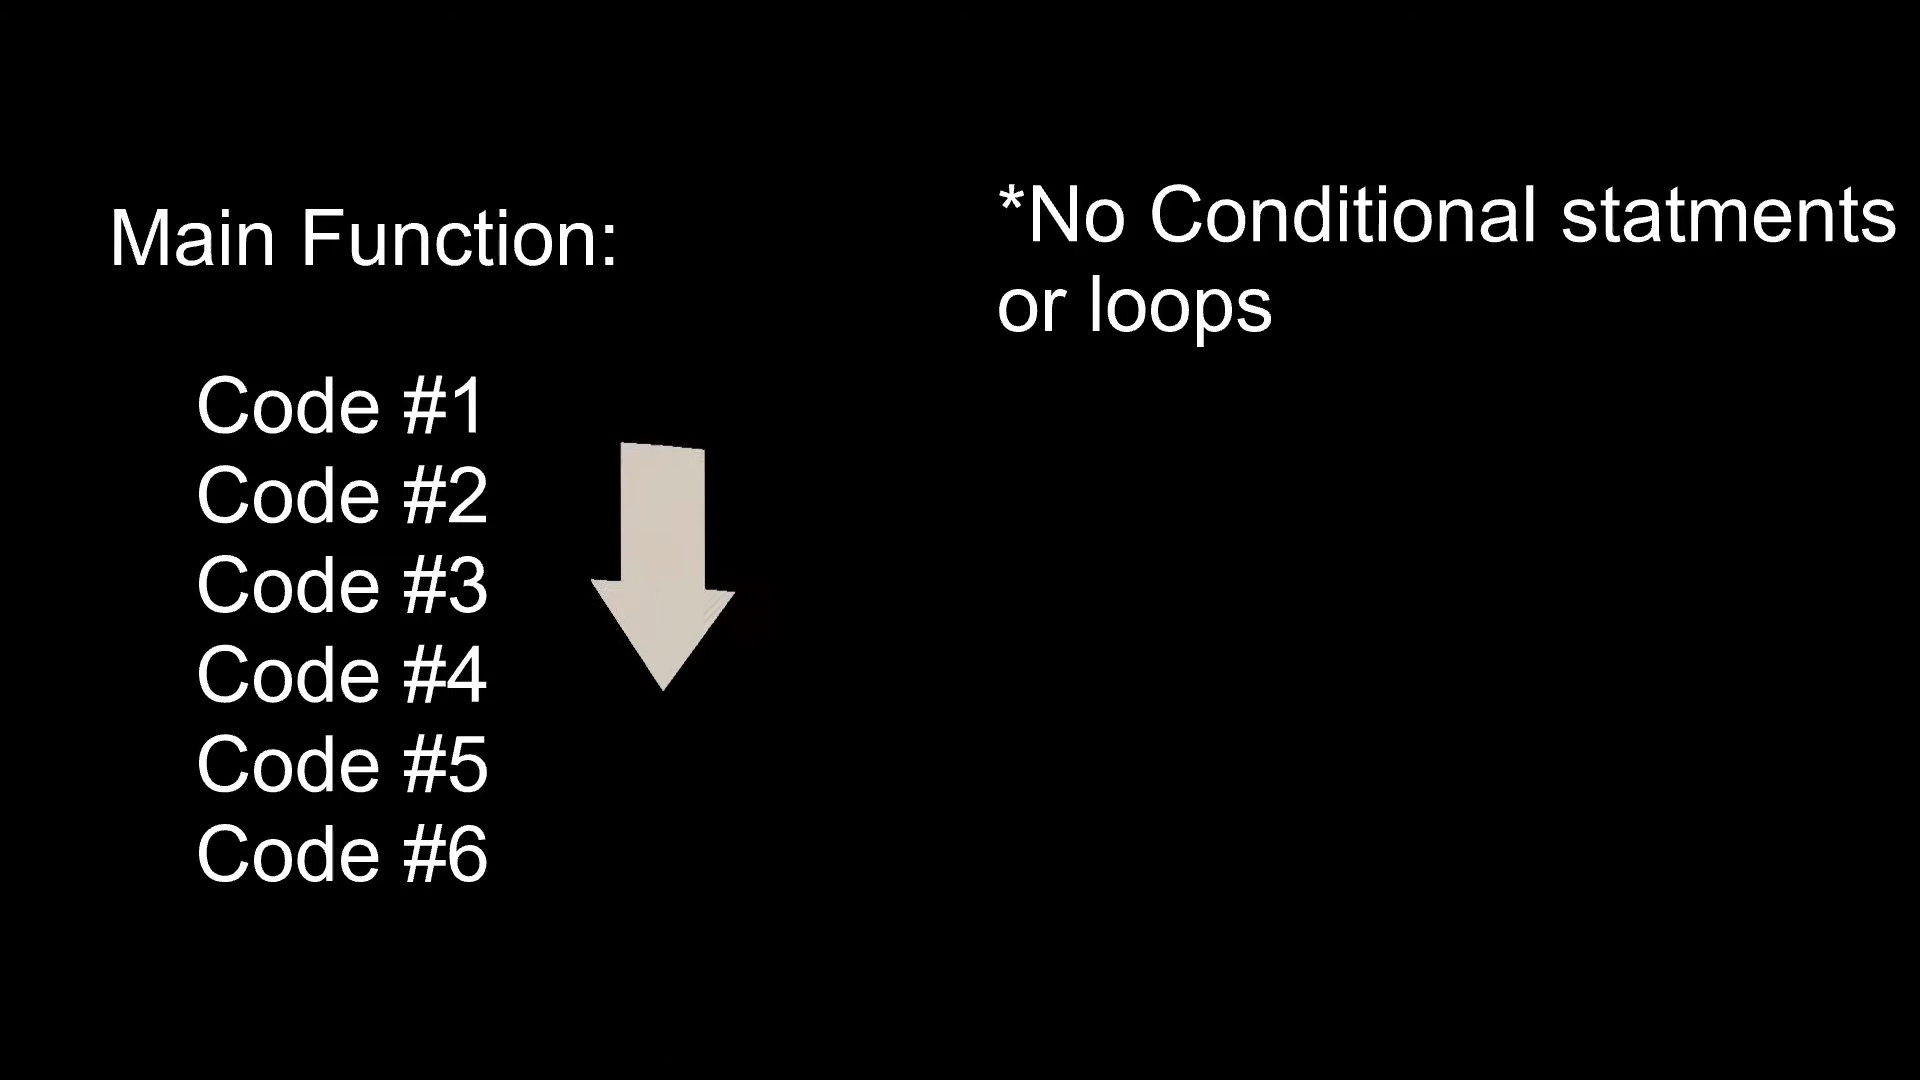 Main Function:
Code #1
Code #2
Code #3
Code #4
Code #5
Code #6
*No Conditional statments
or loops